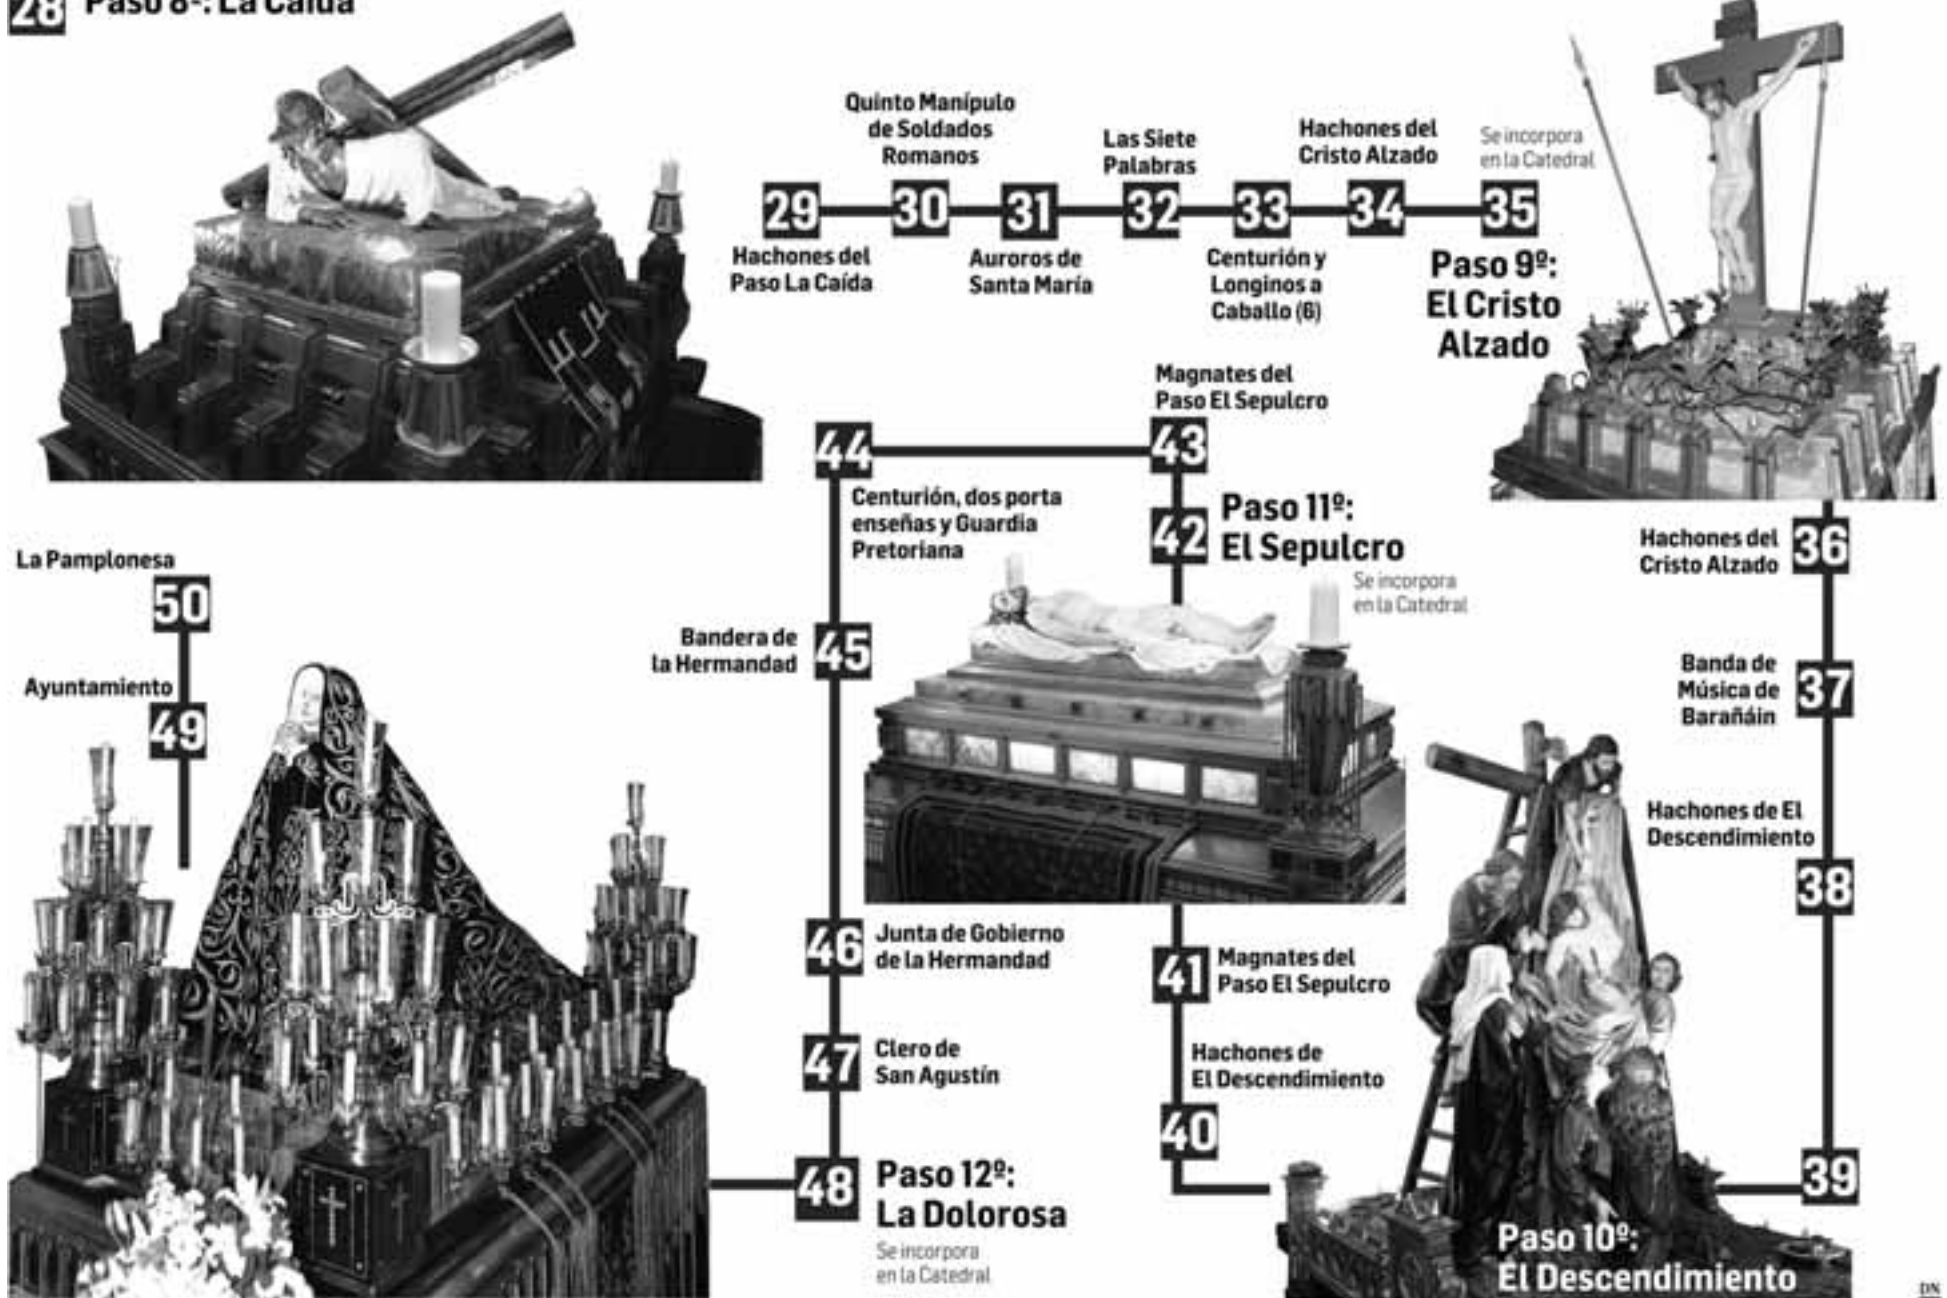 28 Paso 8º: La Caída
Quinto Manípulo
de Soldados
Romanos
Las Siete
Palabras
Hachones del
Cristo Alzado
Se incorpora
en la Catedral
29 30 31 32 33 34 35
Hachones del
Paso La Caída
Auroros de
Santa María
Centurión y
Longinos a
Caballo (6)
Paso 9º:
El Cristo
Alzado
36
Hachones del
Cristo Alzado
37
Banda de
Música de
Barañáin
Hachones de El
Descendimiento
38
39
Paso 10º:
El Descendimiento
Hachones de
El Descendimiento
40
41
Magnates del
Paso El Sepulcro
42
Paso 11º:
El Sepulcro
Se incorpora
en la Catedral
Magnates del
Paso El Sepulcro
43
44
Centurión, dos porta
enseñas y Guardia
Pretoriana
Bandera de
la Hermandad
45
46
Junta de Gobierno
de la Hermandad
47
Clero de
San Agustín
48
Paso 12º:
La Dolorosa
Se incorpora
en la Catedral
Ayuntamiento
49
La Pamplonesa
50
DN